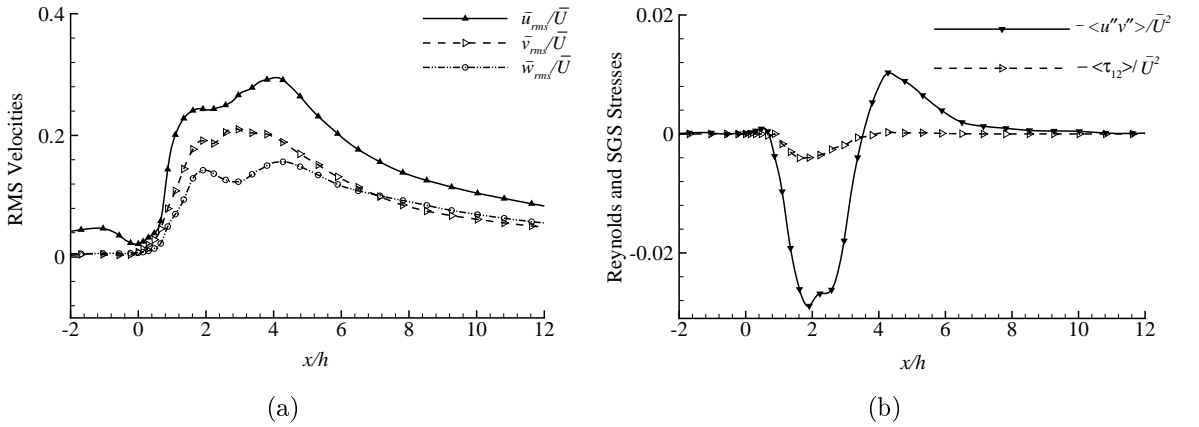 RMS Velocities
0.4
0.2
0
-2 0 2 4 6 8 10 12
x/h
ū_rms/Ū
v̄_rms/Ū
w̄_rms/Ū
(a)
Reynolds and SGS Stresses
0.02
0
-0.02
-2 0 2 4 6 8 10 12
x/h
−<u″v″>/Ū²
−<τ₁₂>/Ū²
(b)